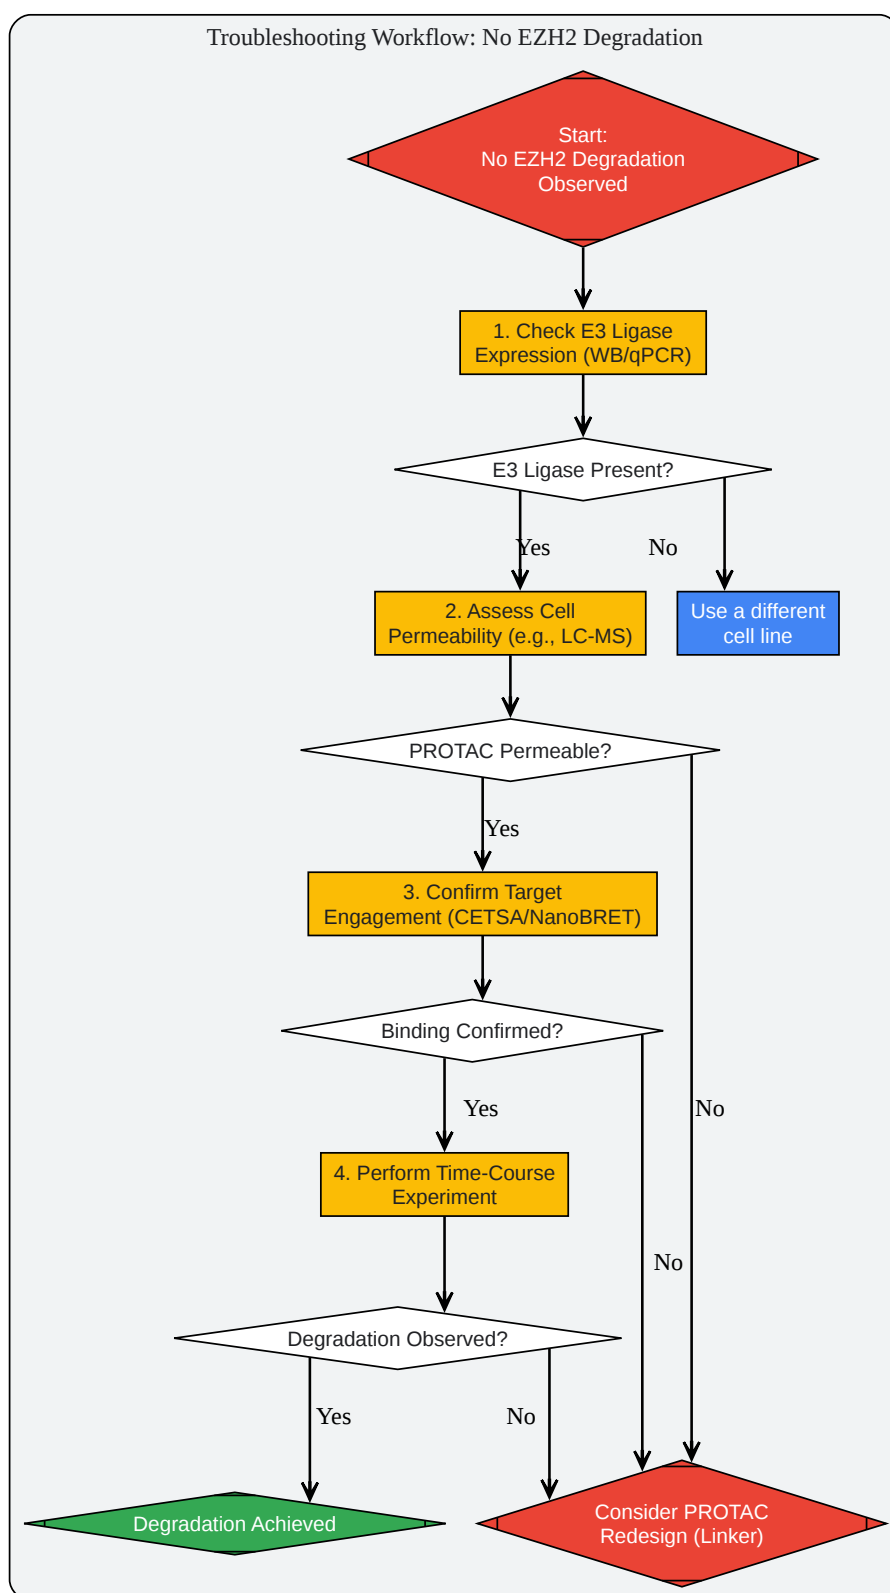 Troubleshooting Workflow: No EZH2 Degradation
Start:
No EZH2 Degradation
Observed
1. Check E3 Ligase
Expression (WB/qPCR)
E3 Ligase Present?
Yes
No
2. Assess Cell
Permeability (e.g., LC-MS)
Use a different
cell line
PROTAC Permeable?
Yes
3. Confirm Target
Engagement (CETSA/NanoBRET)
Binding Confirmed?
Yes
No
4. Perform Time-Course
Experiment
No
Degradation Observed?
Yes
No
Degradation Achieved
Consider PROTAC
Redesign (Linker)